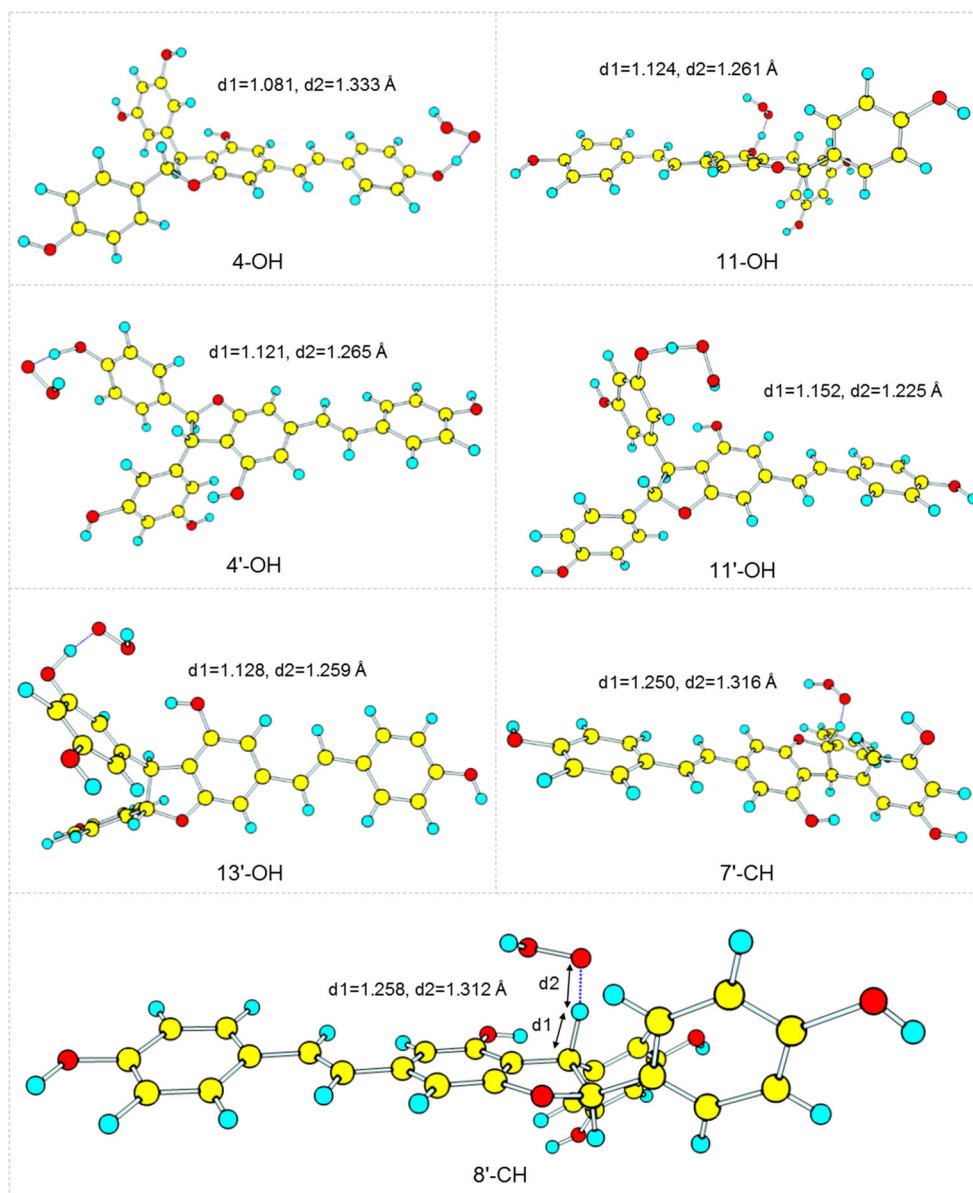 d1=1.081, d2=1.333 Å
4-OH
d1=1.124, d2=1.261 Å
11-OH
d1=1.121, d2=1.265 Å
4'-OH
d1=1.152, d2=1.225 Å
11'-OH
d1=1.128, d2=1.259 Å
13'-OH
d1=1.250, d2=1.316 Å
7'-CH
d1=1.258, d2=1.312 Å
d2
d1
8'-CH